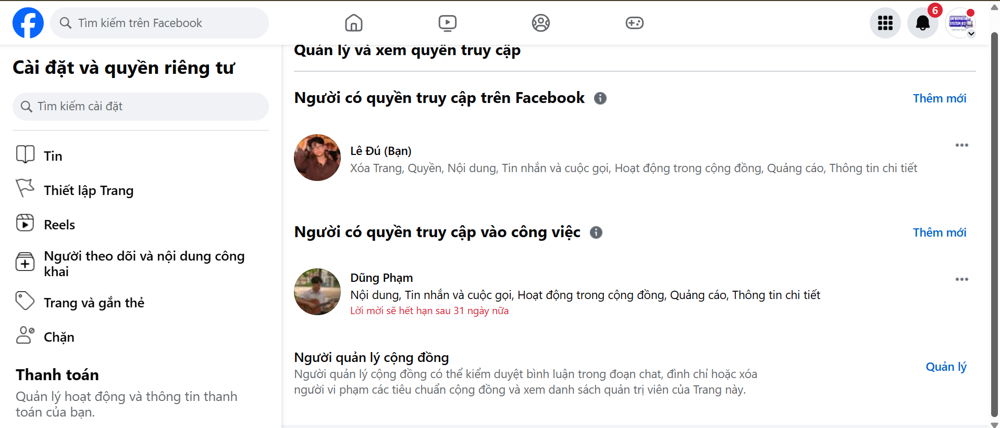 Tìm kiếm trên Facebook
6
Cài đặt và quyền riêng tư
Tìm kiếm cài đặt
Tin
Thiết lập Trang
Reels
Người theo dõi và nội dung công
khai
Trang và gắn thẻ
Chặn
Thanh toán
Quản lý hoạt động và thông tin thanh
toán của bạn.
Quản lý và xem quyền truy cập
Người có quyền truy cập trên Facebook
Thêm mới
Lê Đú (Bạn)
Xóa Trang, Quyền, Nội dung, Tin nhắn và cuộc gọi, Hoạt động trong cộng đồng, Quảng cáo, Thông tin chi tiết
Người có quyền truy cập vào công việc
Thêm mới
Dũng Phạm
Nội dung, Tin nhắn và cuộc gọi, Hoạt động trong cộng đồng, Quảng cáo, Thông tin chi tiết
Lời mời sẽ hết hạn sau 31 ngày nữa
Người quản lý cộng đồng
Người quản lý cộng đồng có thể kiểm duyệt bình luận trong đoạn chat, đình chỉ hoặc xóa
người vi phạm các tiêu chuẩn cộng đồng và xem danh sách quản trị viên của Trang này.
Quản lý